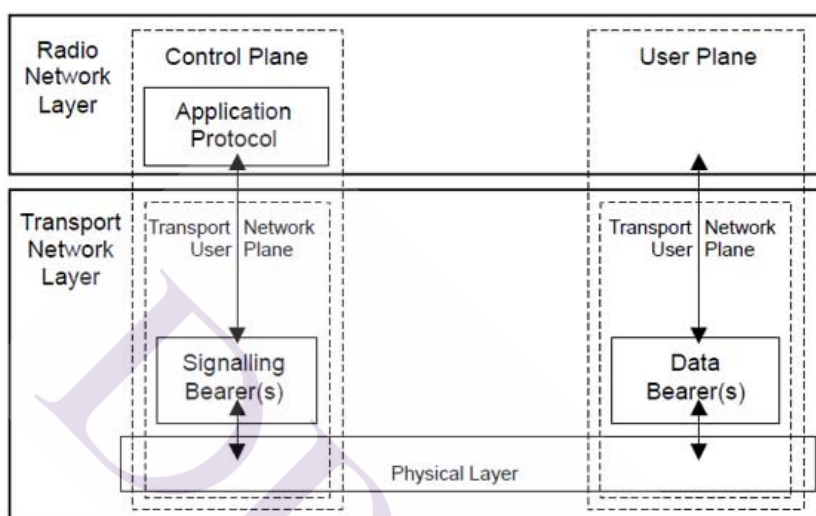 Radio
Network
Layer
Control Plane
User Plane
Application
Protocol
Transport
Network
Layer
Transport Network
User Plane
Transport Network
User Plane
Signalling
Bearer(s)
Data
Bearer(s)
Physical Layer